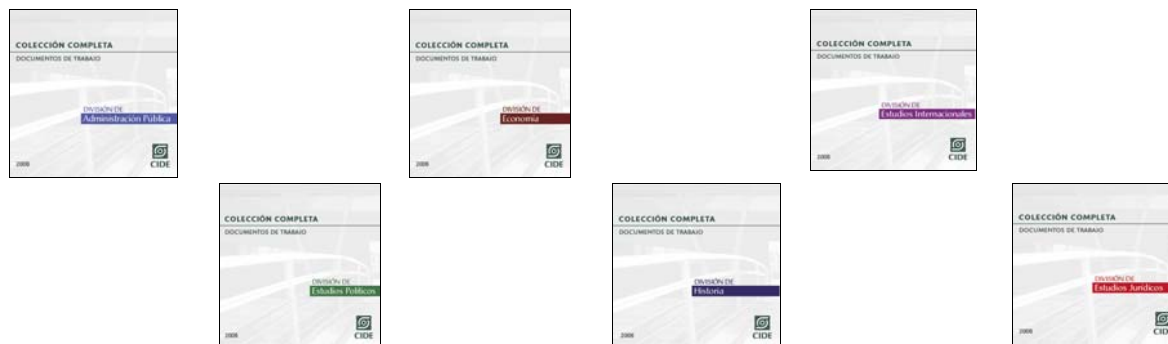 COLECCIÓN COMPLETA
DOCUMENTOS DE TRABAJO
DIVISIÓN DE
Administración Pública
2008
CIDE
COLECCIÓN COMPLETA
DOCUMENTOS DE TRABAJO
DIVISIÓN DE
Economía
2008
CIDE
COLECCIÓN COMPLETA
DOCUMENTOS DE TRABAJO
DIVISIÓN DE
Estudios Internacionales
2008
CIDE
COLECCIÓN COMPLETA
DOCUMENTOS DE TRABAJO
DIVISIÓN DE
Estudios Políticos
2008
CIDE
COLECCIÓN COMPLETA
DOCUMENTOS DE TRABAJO
DIVISIÓN DE
Historia
2008
CIDE
COLECCIÓN COMPLETA
DOCUMENTOS DE TRABAJO
DIVISIÓN DE
Estudios Jurídicos
2008
CID